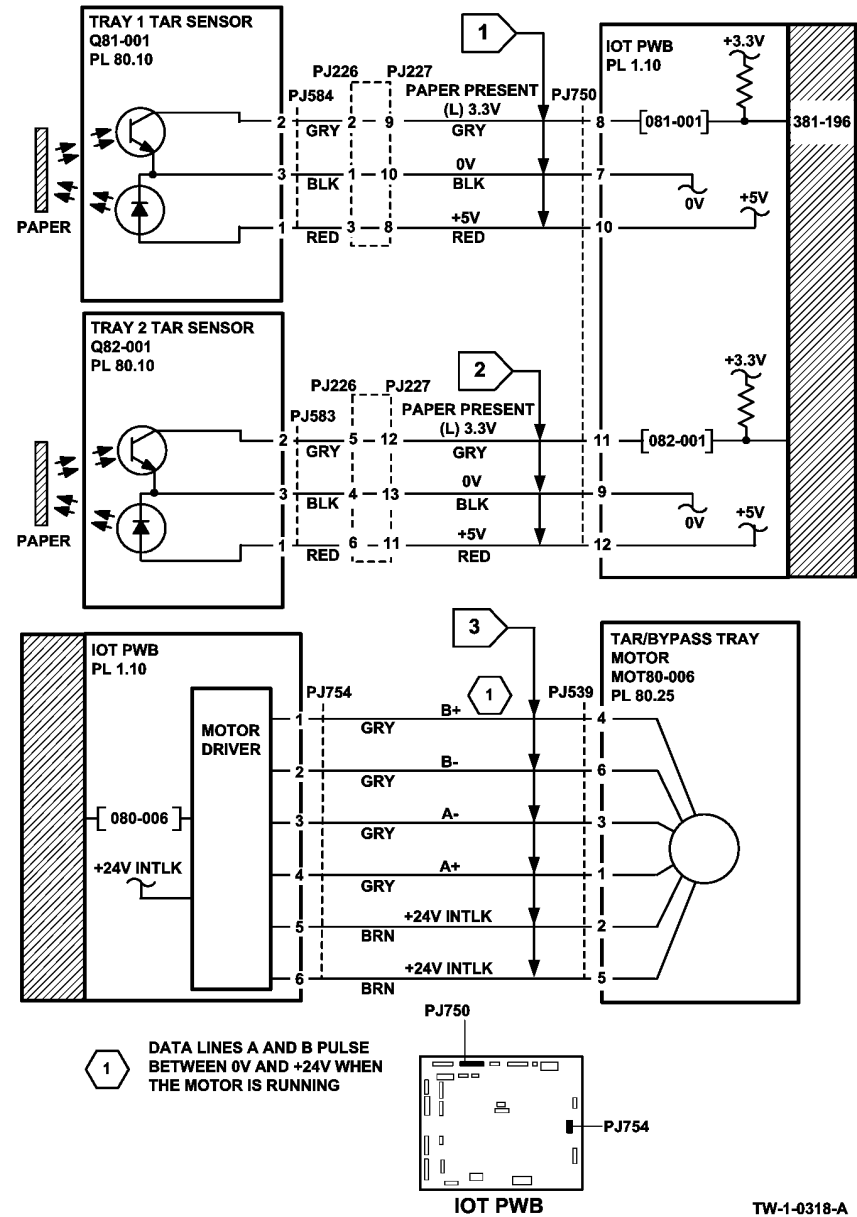 TRAY 1 TAR SENSOR
Q81-001
PL 80.10
PJ584
PJ226
PJ227
1
PAPER PRESENT
(L) 3.3V
PJ750
IOT PWB
PL 1.10
+3.3V
2 GRY 2 9 GRY 8 [081-001] 381-196
3 BLK 1 10 0V BLK 7 0V
1 RED 3 8 +5V RED 10 +5V
PAPER
TRAY 2 TAR SENSOR
Q82-001
PL 80.10
PJ583
PJ226
PJ227
2
PAPER PRESENT
(L) 3.3V
+3.3V
2 GRY 5 12 GRY 11 [082-001]
3 BLK 4 13 0V BLK 9 0V
1 RED 6 11 +5V RED 12 +5V
PAPER
IOT PWB
PL 1.10
MOTOR
DRIVER
[080-006]
+24V INTLK
PJ754
3
1
PJ539
TAR/BYPASS TRAY
MOTOR
MOT80-006
PL 80.25
1 GRY B+ 4
2 GRY B- 6
3 GRY A- 3
4 GRY A+ 1
5 BRN +24V INTLK 2
6 BRN +24V INTLK 5
1
DATA LINES A AND B PULSE
BETWEEN 0V AND +24V WHEN
THE MOTOR IS RUNNING
PJ750
PJ754
IOT PWB
TW-1-0318-A